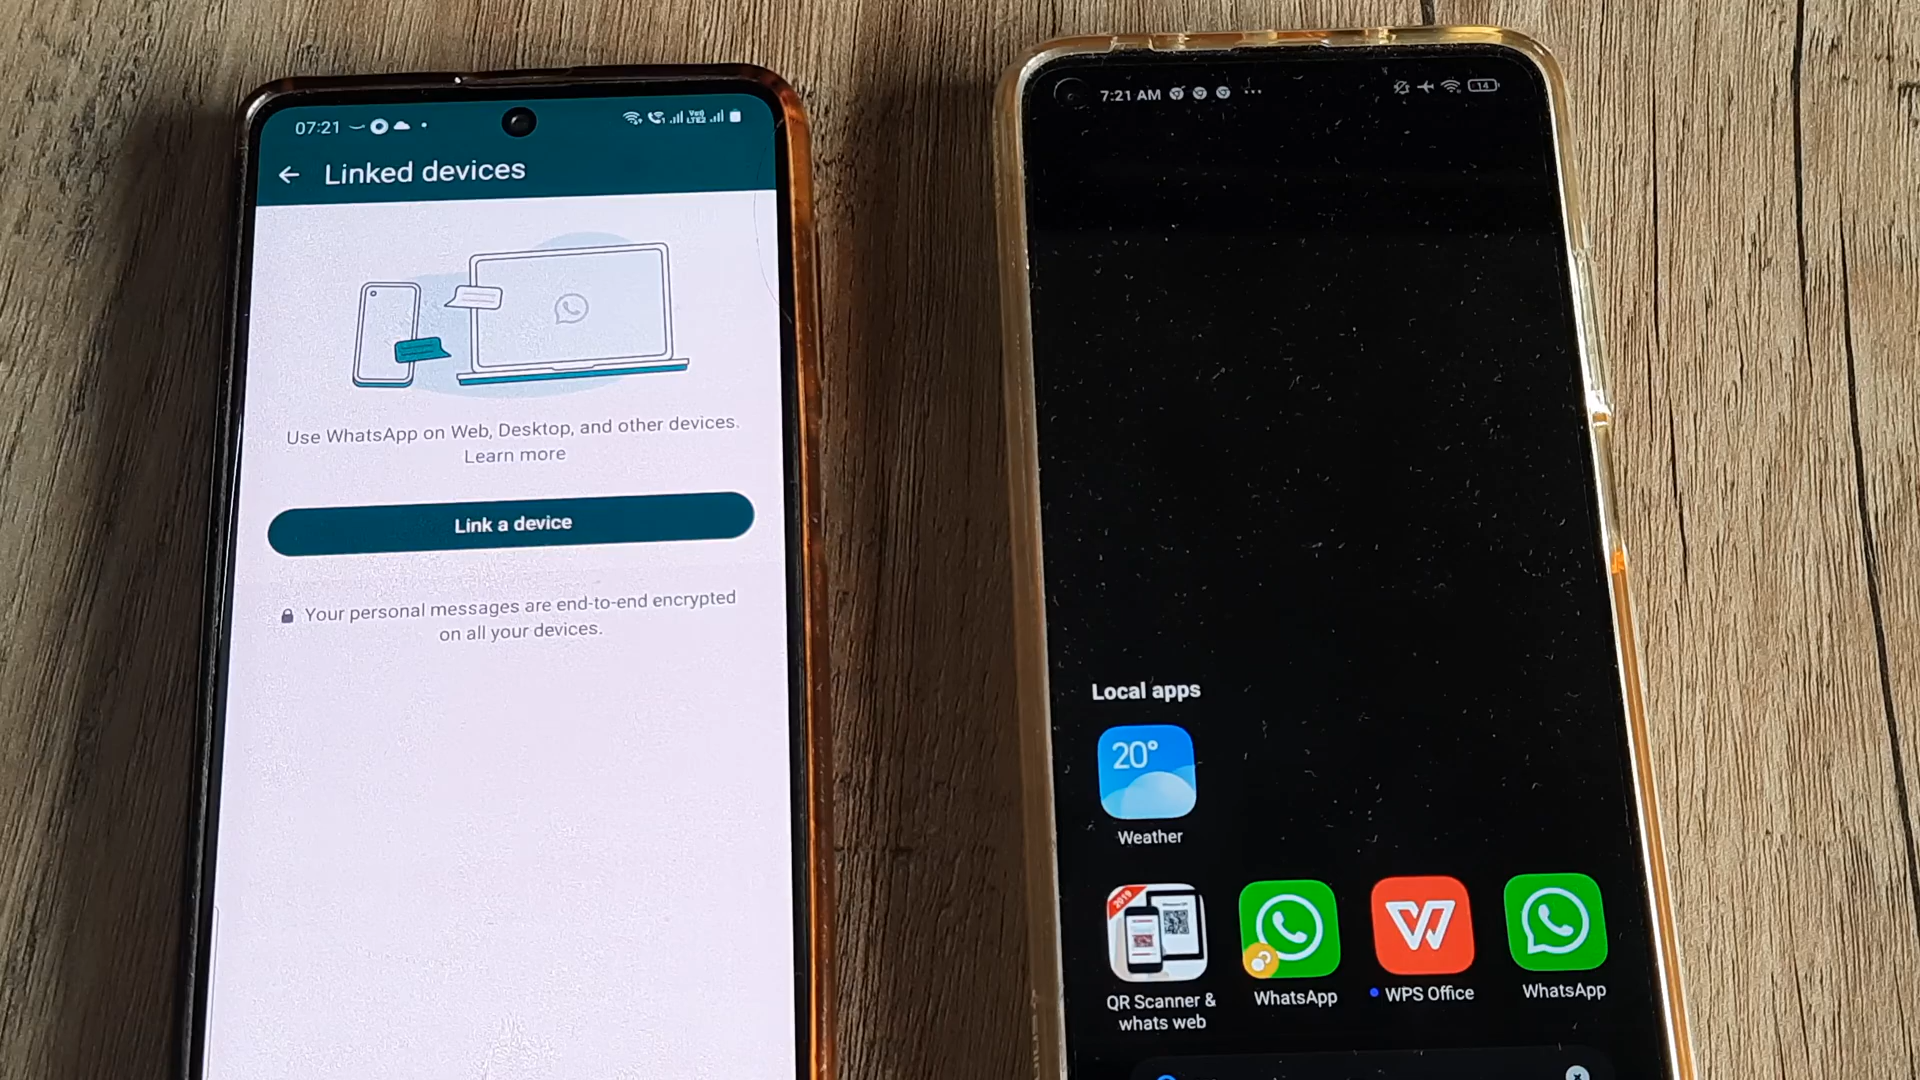 07:21
Linked devices
Use WhatsApp on Web, Desktop, and other devices.
Learn more
Link a device
Your personal messages are end-to-end encrypted
on all your devices.
7:21 AM
14
Local apps
20°
Weather
2019
QR Scanner &
whats web
WhatsApp
WPS Office
WhatsApp